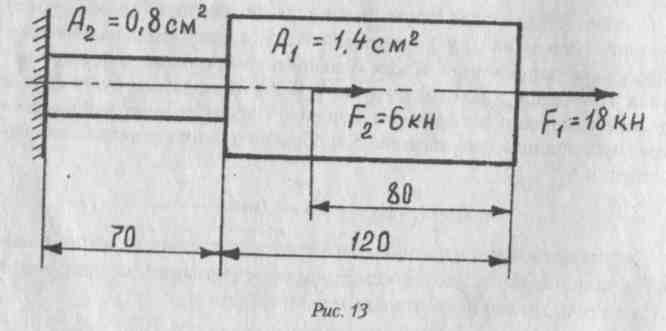 A₂ = 0,8 см²
A₁ = 1.4 см²
F₂ = 6 кн
F₁ = 18 кн
80
70
120
Рис. 13